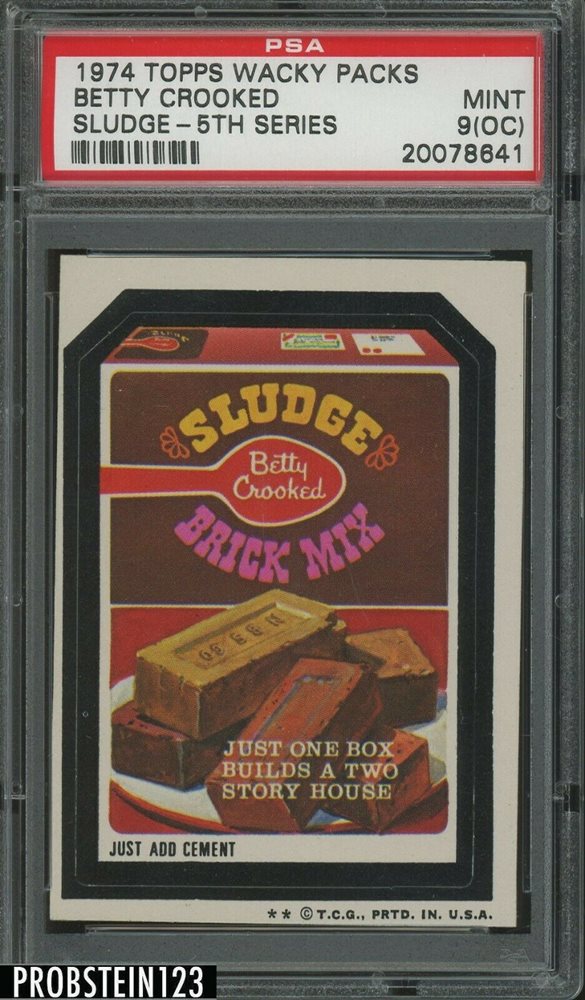 PSA
1974 TOPPS WACKY PACKS
BETTY CROOKED MINT
SLUDGE - 5TH SERIES 9(OC)
20078641
SLUDGE
SLUDGE
Betty
Crooked
BRICK MIX
JUST ONE BOX
BUILDS A TWO
STORY HOUSE
JUST ADD CEMENT
** © T.C.G., PRTD. IN. U.S.A.
PROBSTEIN123